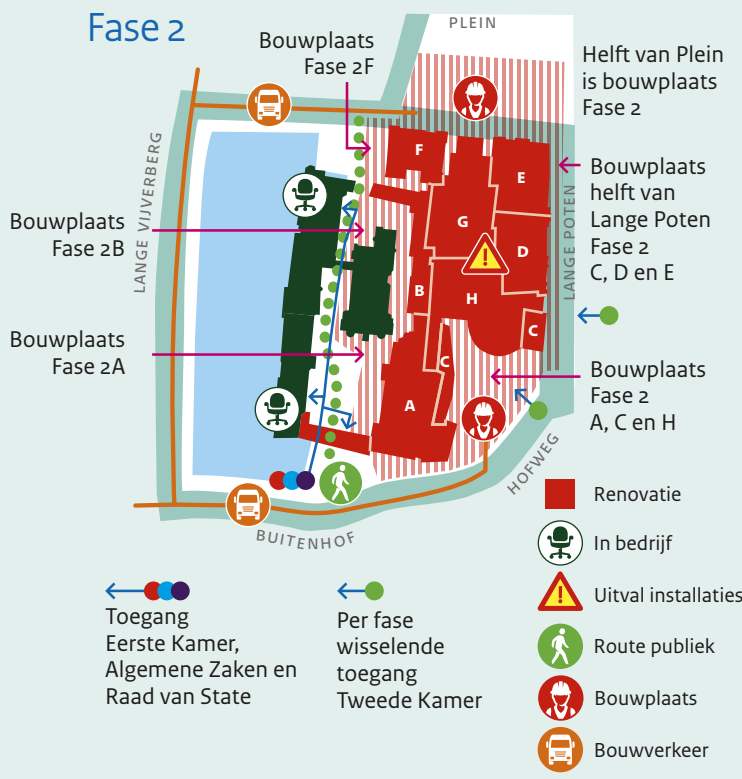 Fase 2
PLEIN
Bouwplaats
Fase 2F
Helft van Plein
is bouwplaats
Fase 2
LANGE VIJVERBERG
F
E
G
D
B
H
C
C
A
LANGE POTEN
Bouwplaats
helft van
Lange Poten
Fase 2
C, D en E
Bouwplaats
Fase 2B
Bouwplaats
Fase 2A
Bouwplaats
Fase 2
A, C en H
HOFWEG
BUITENHOF
Renovatie
In bedrijf
Uitval installaties
Route publiek
Bouwplaats
Bouwverkeer
Toegang
Eerste Kamer,
Algemene Zaken en
Raad van State
Per fase
wisselende
toegang
Tweede Kamer